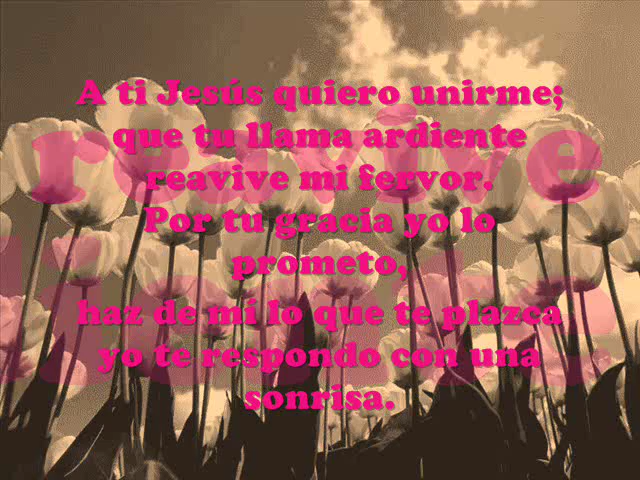 A ti Jesús quiero unirme;
que tu llama ardiente
reavive mi fervor.
Por tu gracia yo lo
prometo,
haz de mi lo que te plazca
yo te respondo con una
sonrisa.
reavive